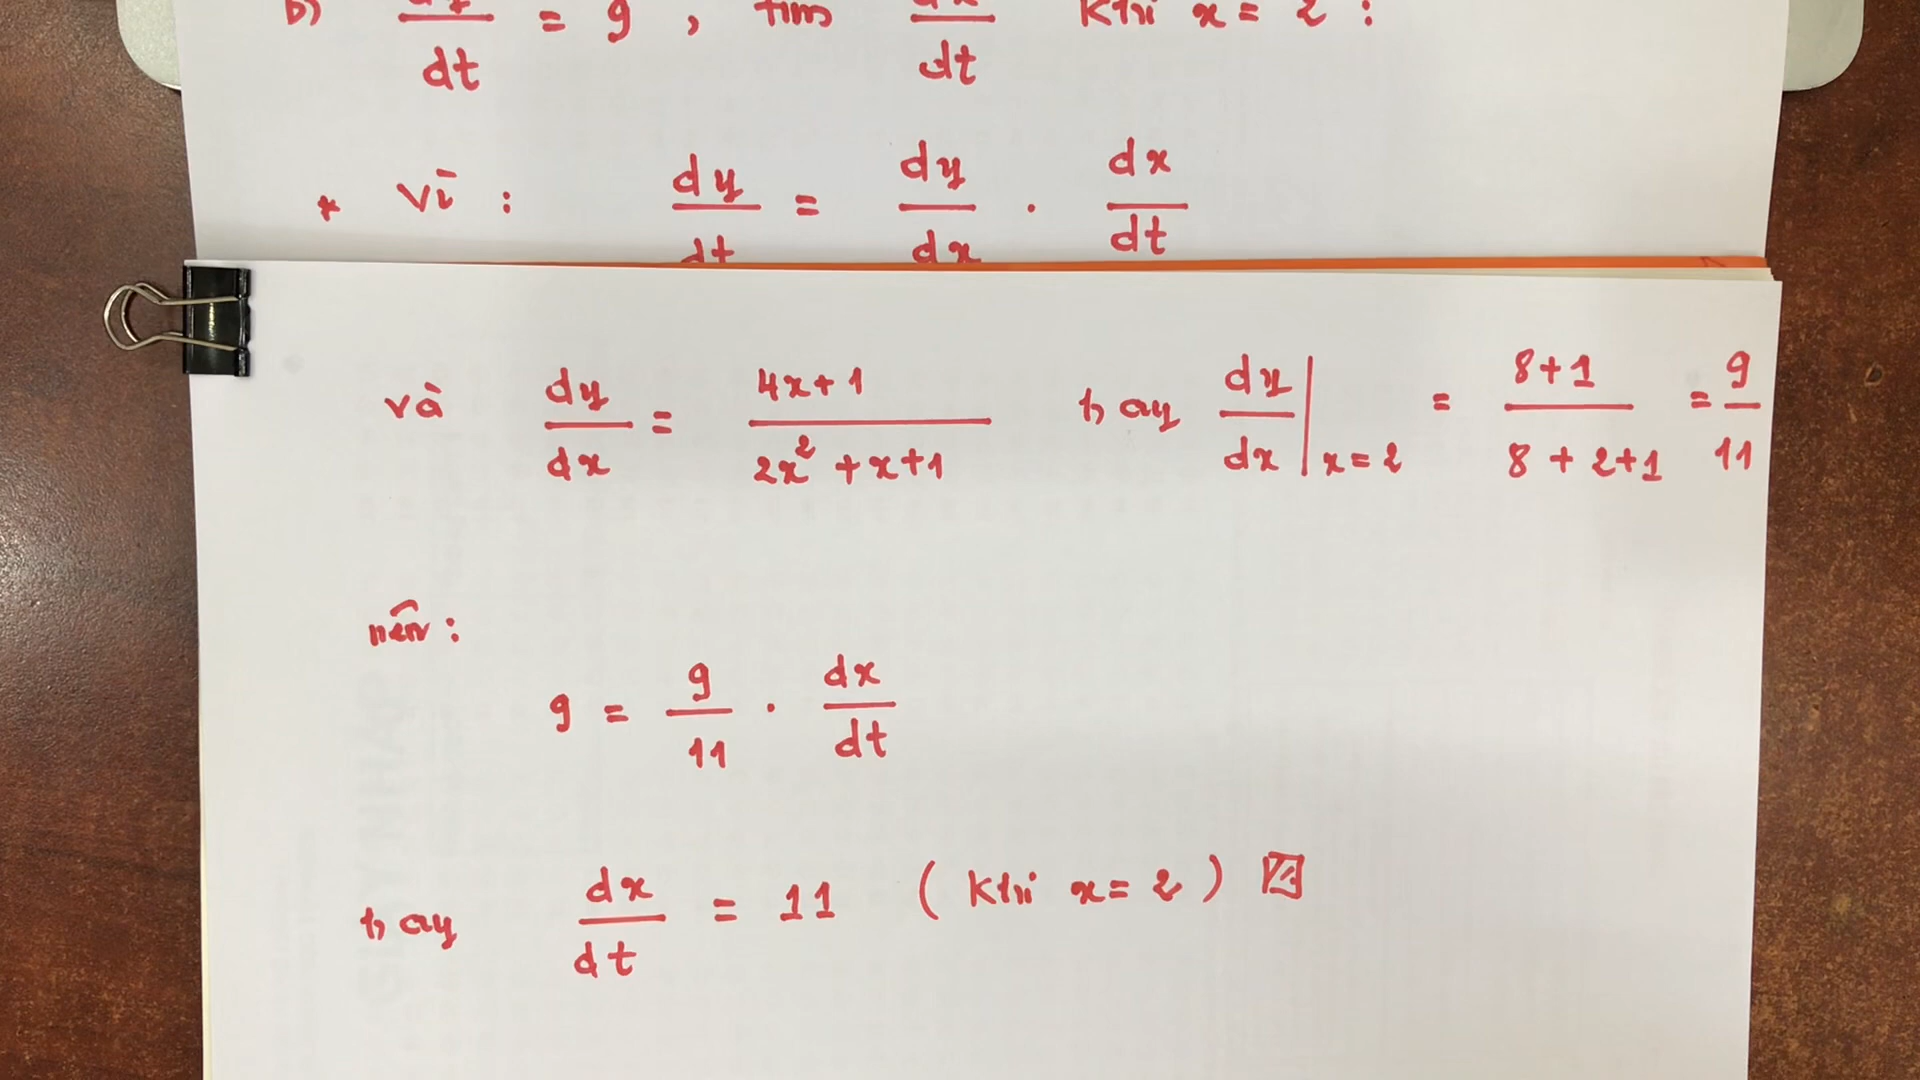 b) dy/dt = 9 , tìm dx/dt khi x = 2 :
* vì : dy/dt = dy/dx . dx/dt
và dy/dx = 4x+1 / 2x² + x+1 hay dy/dx | x=2 = 8+1 / 8+2+1 = 9/11
nên :
9 = 9/11 . dx/dt
hay dx/dt = 11 ( khi x = 2 )